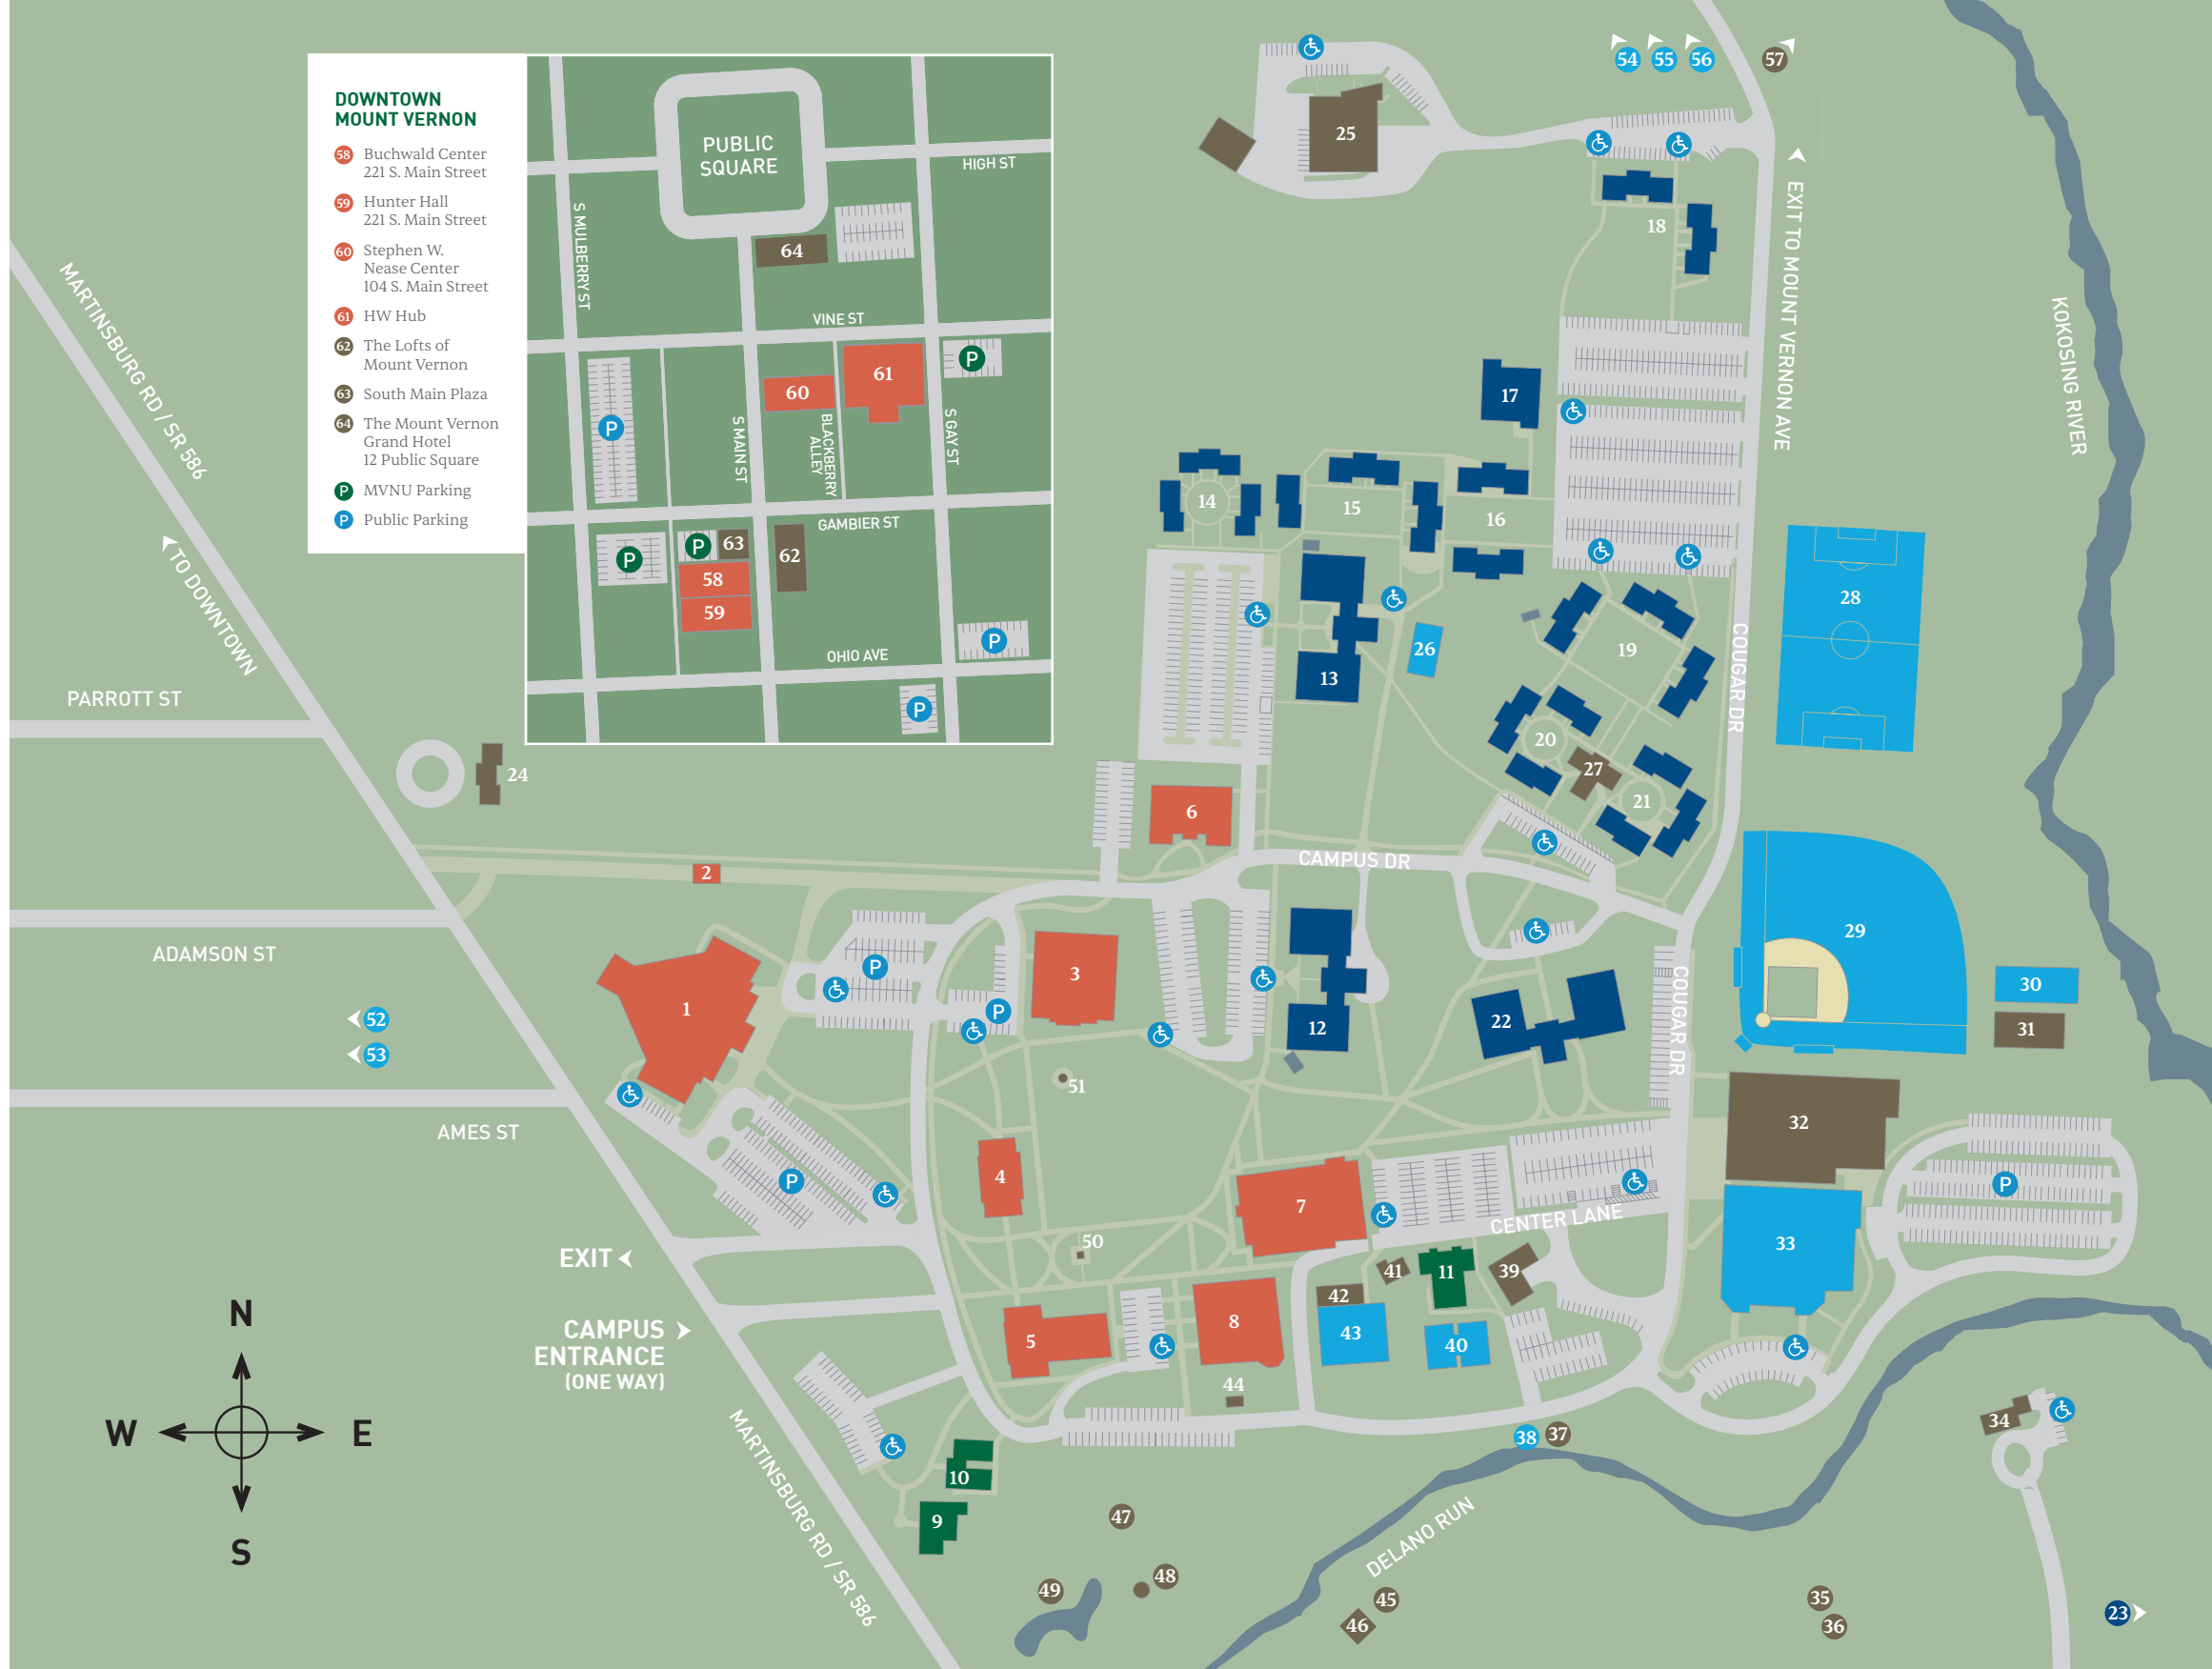 DOWNTOWN
MOUNT VERNON
58 Buchwald Center
221 S. Main Street
59 Hunter Hall
221 S. Main Street
60 Stephen W.
Nease Center
104 S. Main Street
61 HW Hub
62 The Lofts of
Mount Vernon
63 South Main Plaza
64 The Mount Vernon
Grand Hotel
12 Public Square
P MVNU Parking
P Public Parking
PUBLIC
SQUARE
HIGH ST
S MULBERRY ST
64
VINE ST
61
60
P
P
S MAIN ST
BLACKBERRY
ALLEY
S GAY ST
GAMBIER ST
P
P
63
62
58
59
P
OHIO AVE
P
54
55
56
57
25
18
EXIT TO MOUNT VERNON AVE
KOKOSING RIVER
MARTINSBURG RD / SR 586
TO DOWNTOWN
17
14
15
16
28
26
19
13
COUGAR DR
PARROTT ST
24
20
27
21
6
CAMPUS DR
2
29
ADAMSON ST
P
3
1
P
12
22
COUGAR DR
30
31
52
53
51
AMES ST
32
4
P
7
P
CENTER LANE
50
33
EXIT
41
11
39
42
CAMPUS
ENTRANCE
(ONE WAY)
5
8
43
40
44
N
W
E
S
34
38
37
MARTINSBURG RD / SR 586
10
9
47
DELANO RUN
49
48
45
46
35
36
23